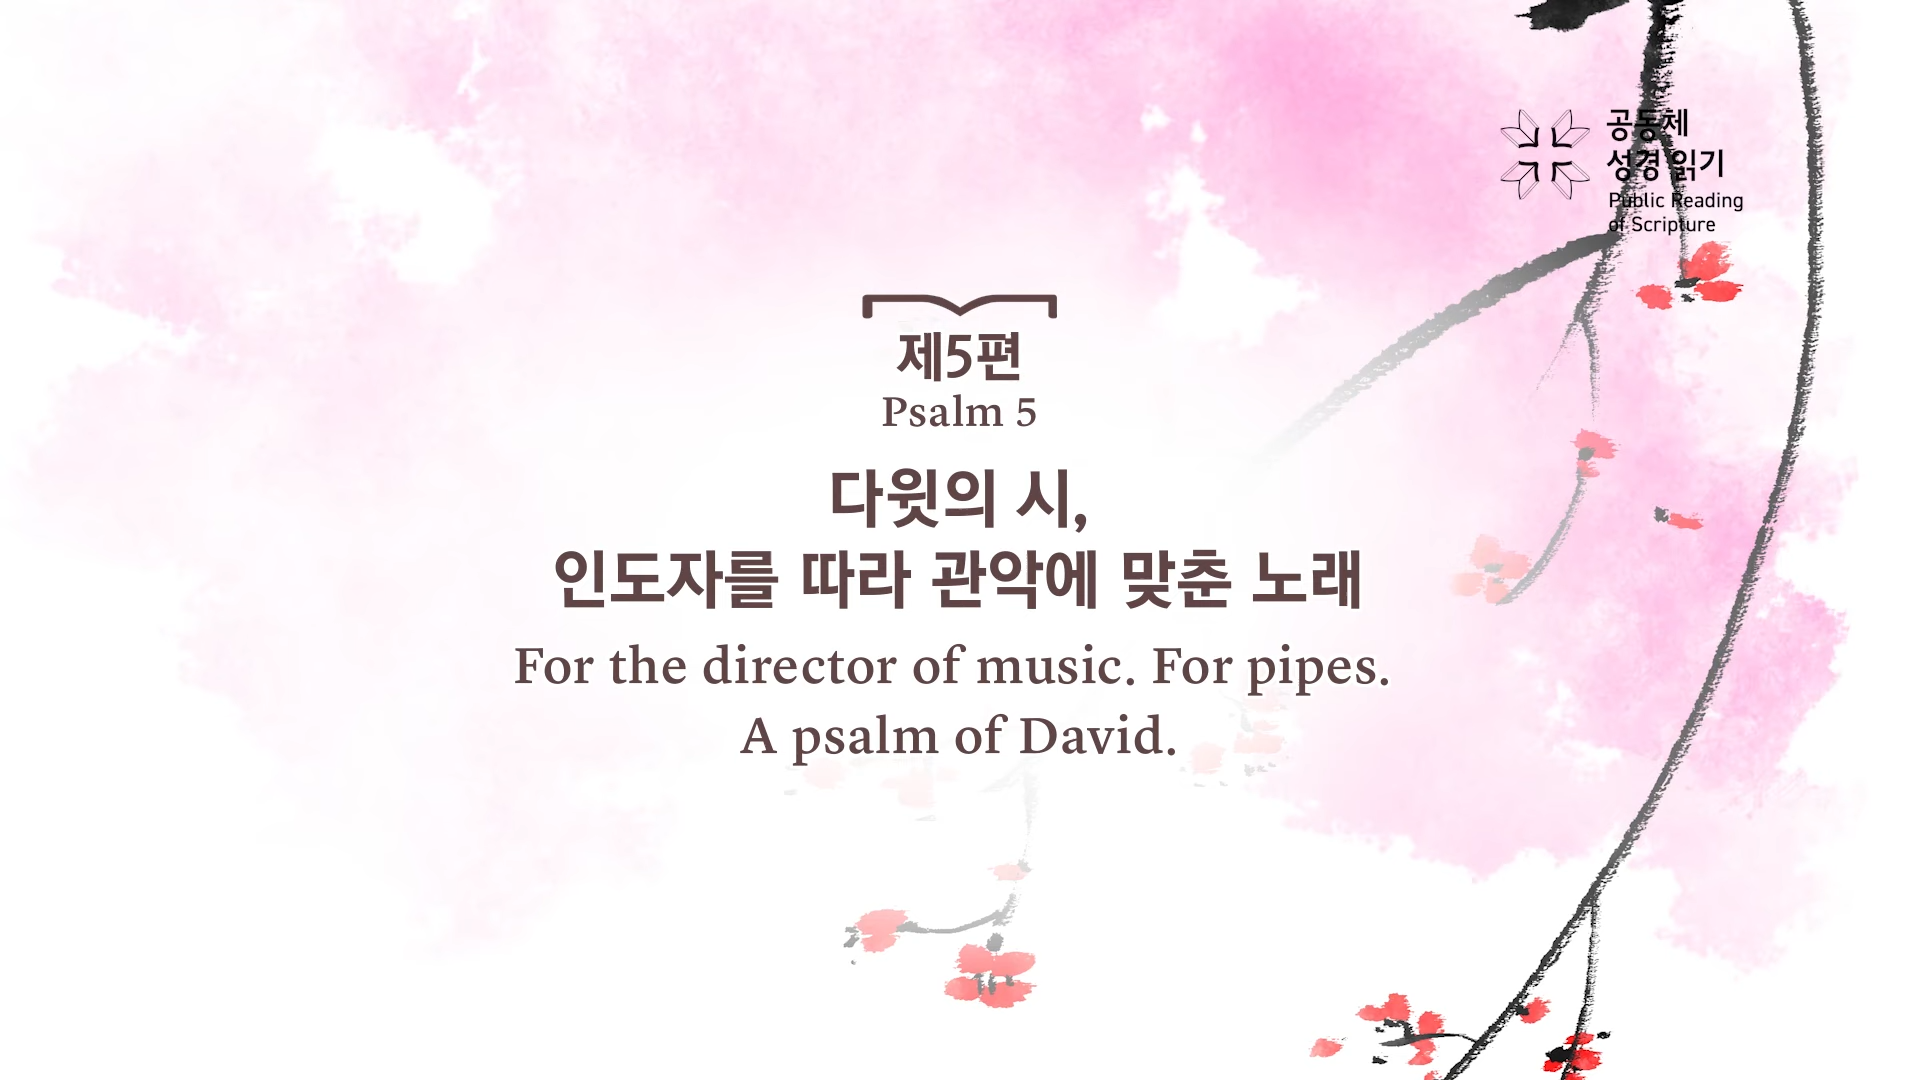 공동체
성경 읽기
Public Reading
of Scripture
제5편
Psalm 5
다윗의 시,
인도자를 따라 관악에 맞춘 노래
For the director of music. For pipes.
A psalm of David.